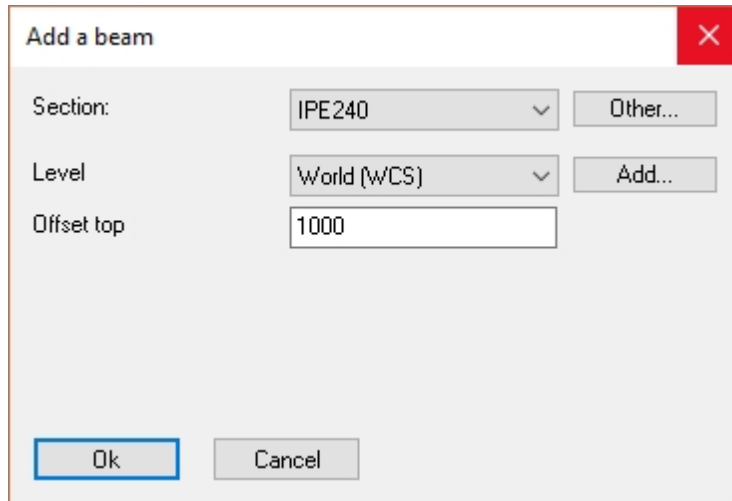 Add a beam
Section: IPE240 Other...
Level World (WCS) Add...
Offset top 1000
Ok Cancel